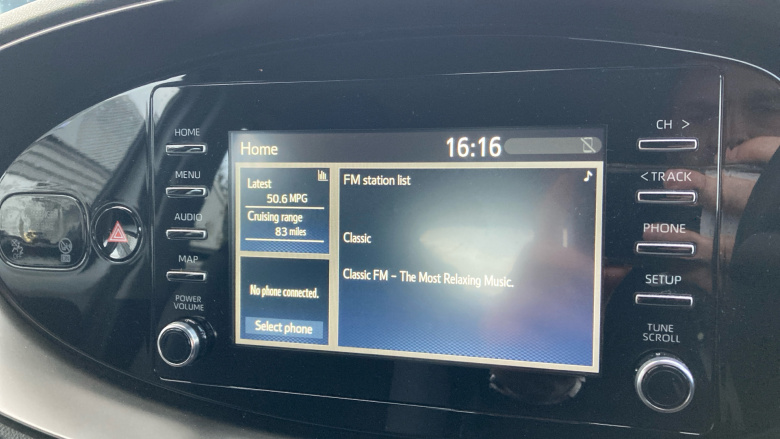 HOME
MENU
AUDIO
MAP
POWER
VOLUME
Home
16:16
Latest
50.6 MPG
Cruising range
83 miles
No phone connected.
Select phone
FM station list
Classic
Classic FM – The Most Relaxing Music.
CH >
< TRACK
PHONE
SETUP
TUNE
SCROLL